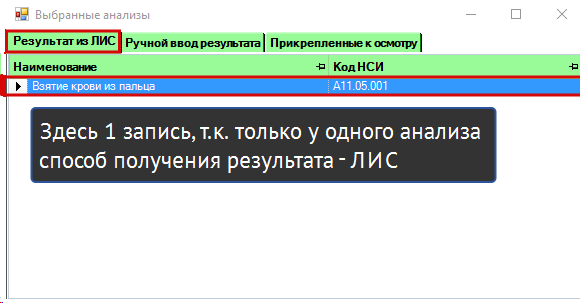 Выбранные анализы
Результат из ЛИС Ручной ввод результата Прикрепленные к осмотру
Наименование Код НСИ
Взятие крови из пальца A11.05.001
Здесь 1 запись, т.к. только у одного анализа
способ получения результата - ЛИС